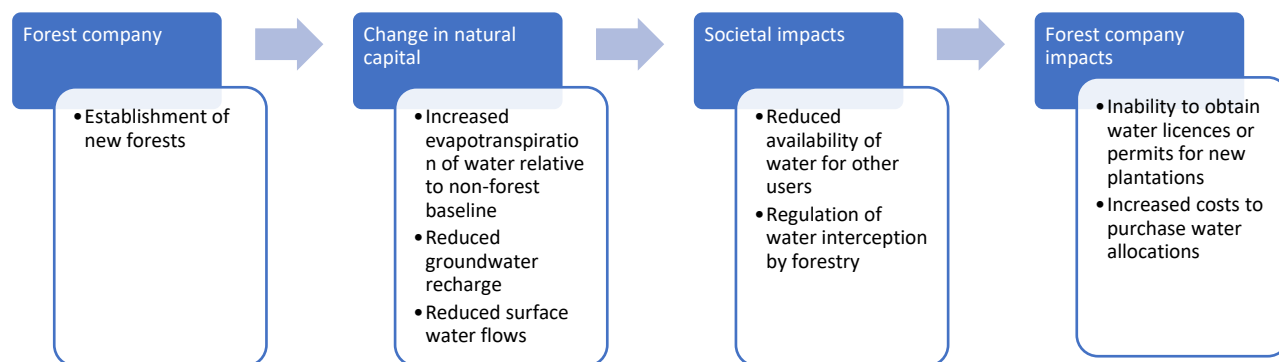 Forest company
•Establishment of
new forests
Change in natural
capital
•Increased
evapotranspiratio
n of water relative
to non-forest
baseline
•Reduced
groundwater
recharge
•Reduced surface
water flows
Societal impacts
•Reduced
availability of
water for other
users
•Regulation of
water interception
by forestry
Forest company
impacts
•Inability to obtain
water licences or
permits for new
plantations
•Increased costs to
purchase water
allocations